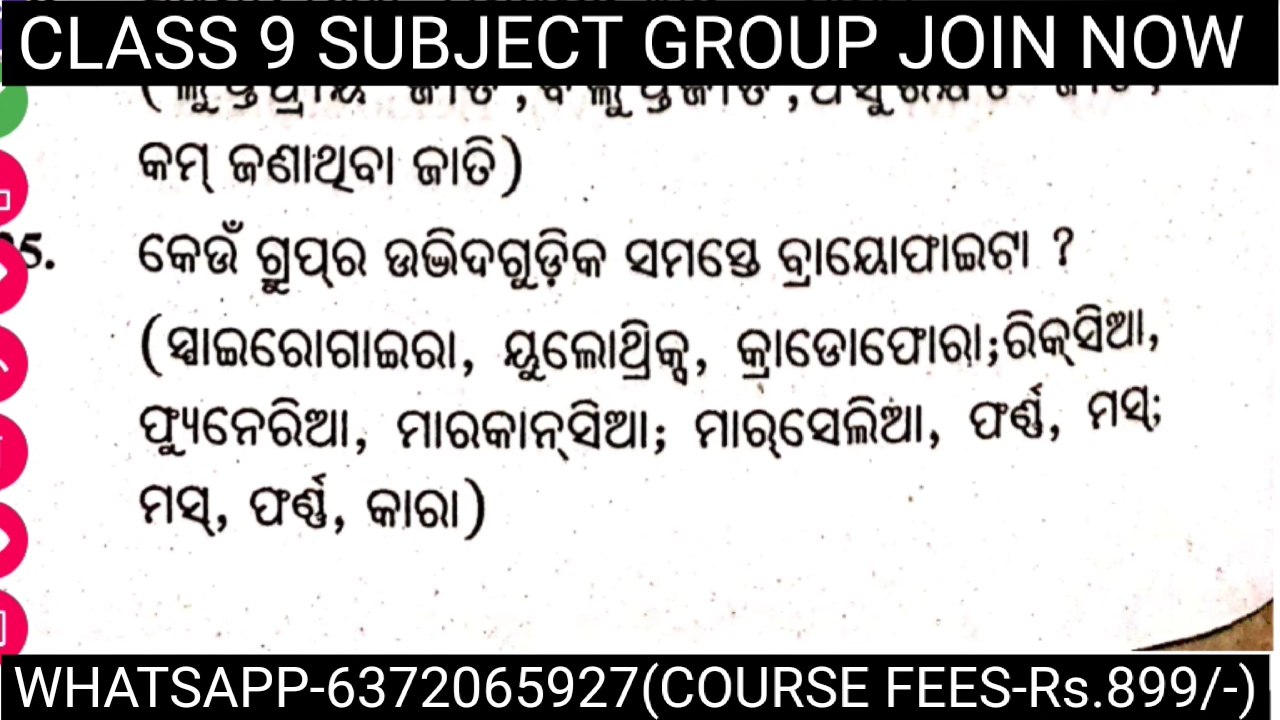 CLASS 9 SUBJECT GROUP JOIN NOW
କମ୍ ଜଣାଥିବା ଜାତି)
5. କେଉଁ ଗ୍ରୁପ୍‌ର ଉଦ୍ଭିଦଗୁଡ଼ିକ ସମସ୍ତେ ବ୍ରାୟୋଫାଇଟା ?
(ସ୍ପାଇରୋଗାଇରା, ୟୁଲୋଥ୍ରିକ୍ସ, କ୍ଲାଡୋଫୋରା;ରିକ୍‌ସିଆ,
ଫ୍ୟୁନେରିଆ, ମାରକାନ୍‌ସିଆ; ମାର୍‌ସେଲିଆ, ଫର୍ଣ୍ଣ, ମସ୍;
ମସ୍, ଫର୍ଣ୍ଣ, କାରା)
WHATSAPP-6372065927(COURSE FEES-Rs.899/-)